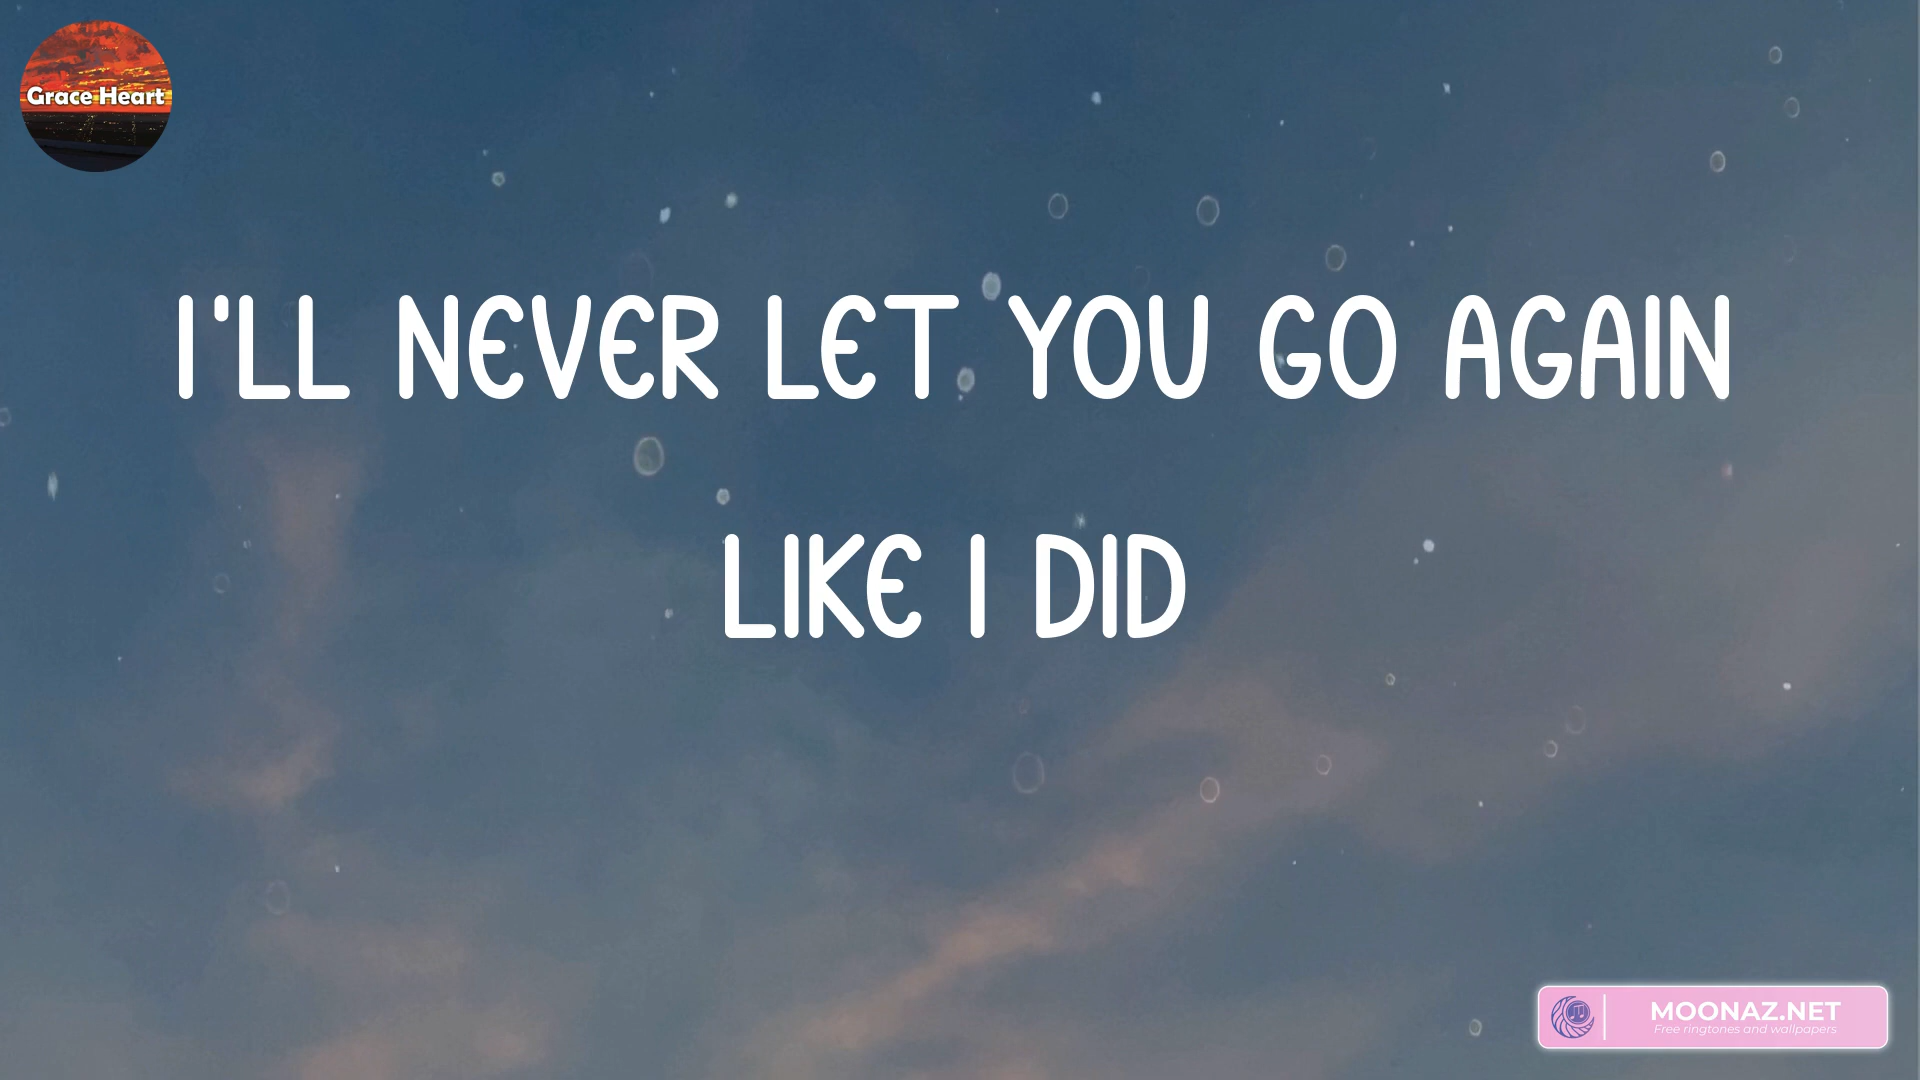 Grace Heart
I'LL NEVER LET YOU GO AGAIN
LIKE I DID
MOONAZ.NET
Free ringtones and wallpapers